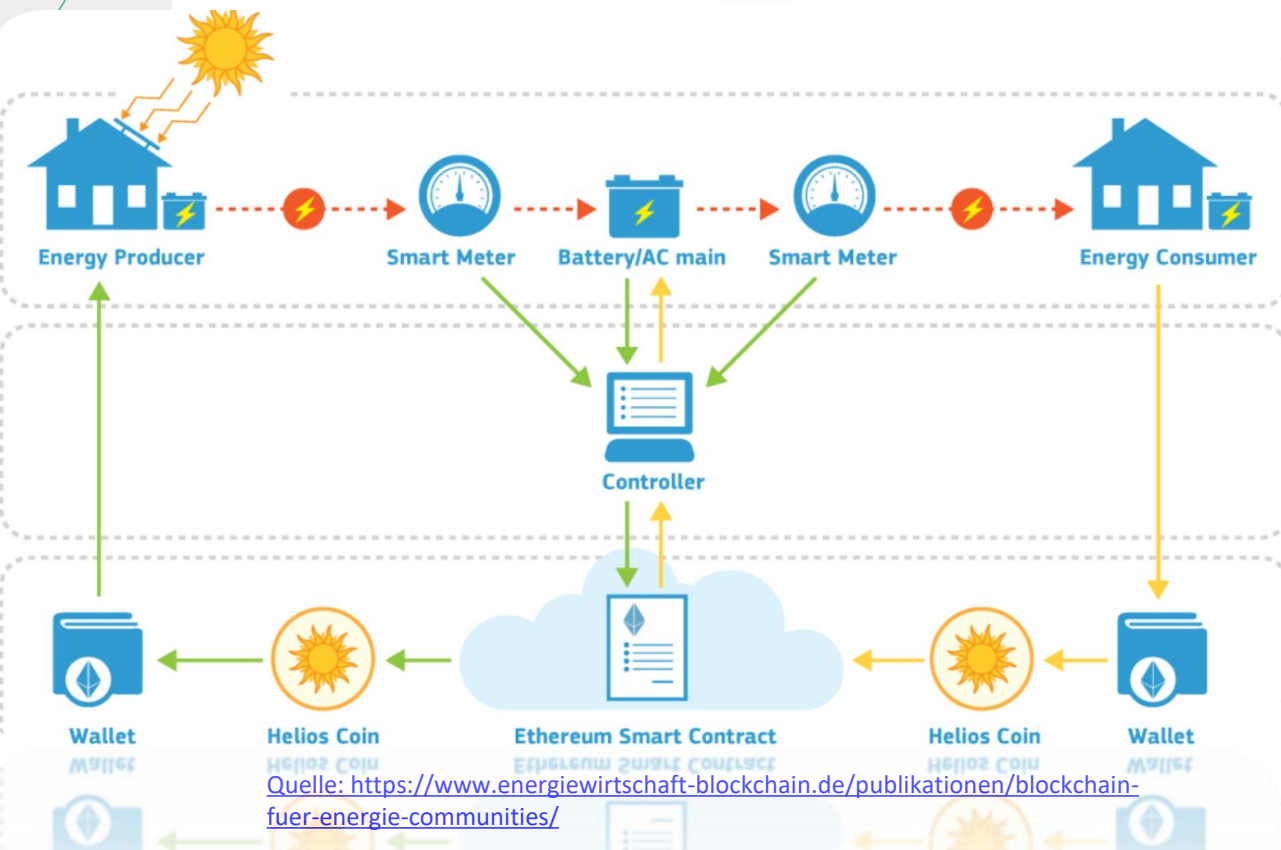 Energy Producer
Smart Meter
Battery/AC main
Smart Meter
Energy Consumer
Controller
Wallet
Helios Coin
Ethereum Smart Contract
Helios Coin
Wallet
Quelle: https://www.energiewirtschaft-blockchain.de/publikationen/blockchain-
fuer-energie-communities/